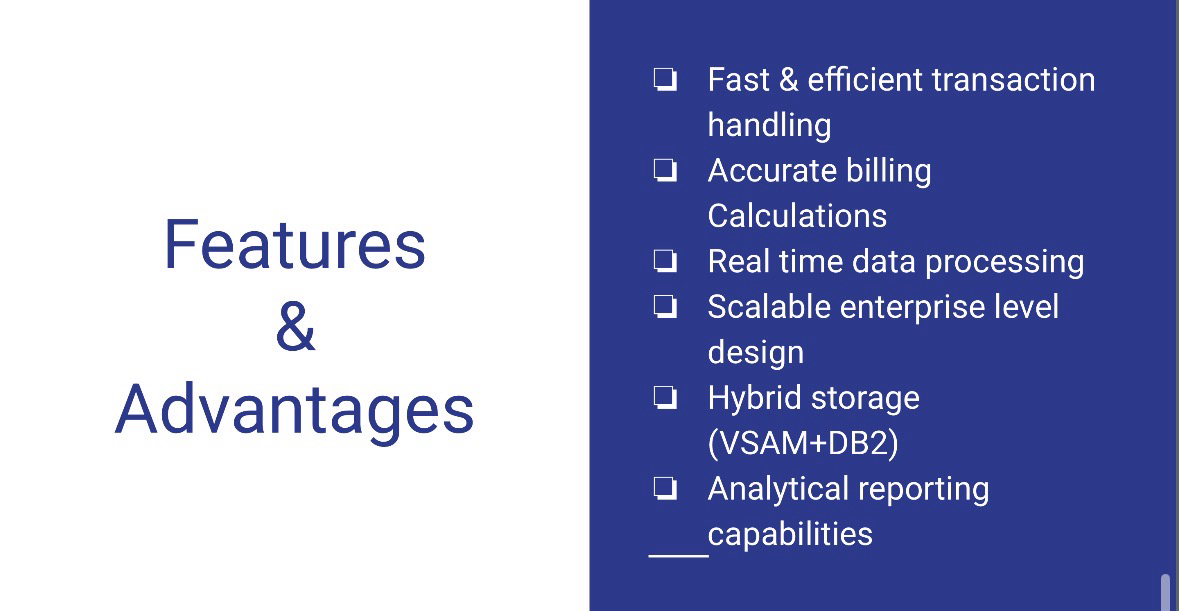 Features
&
Advantages
❏ Fast & efficient transaction
handling
❏ Accurate billing
Calculations
❏ Real time data processing
❏ Scalable enterprise level
design
❏ Hybrid storage
(VSAM+DB2)
❏ Analytical reporting
capabilities